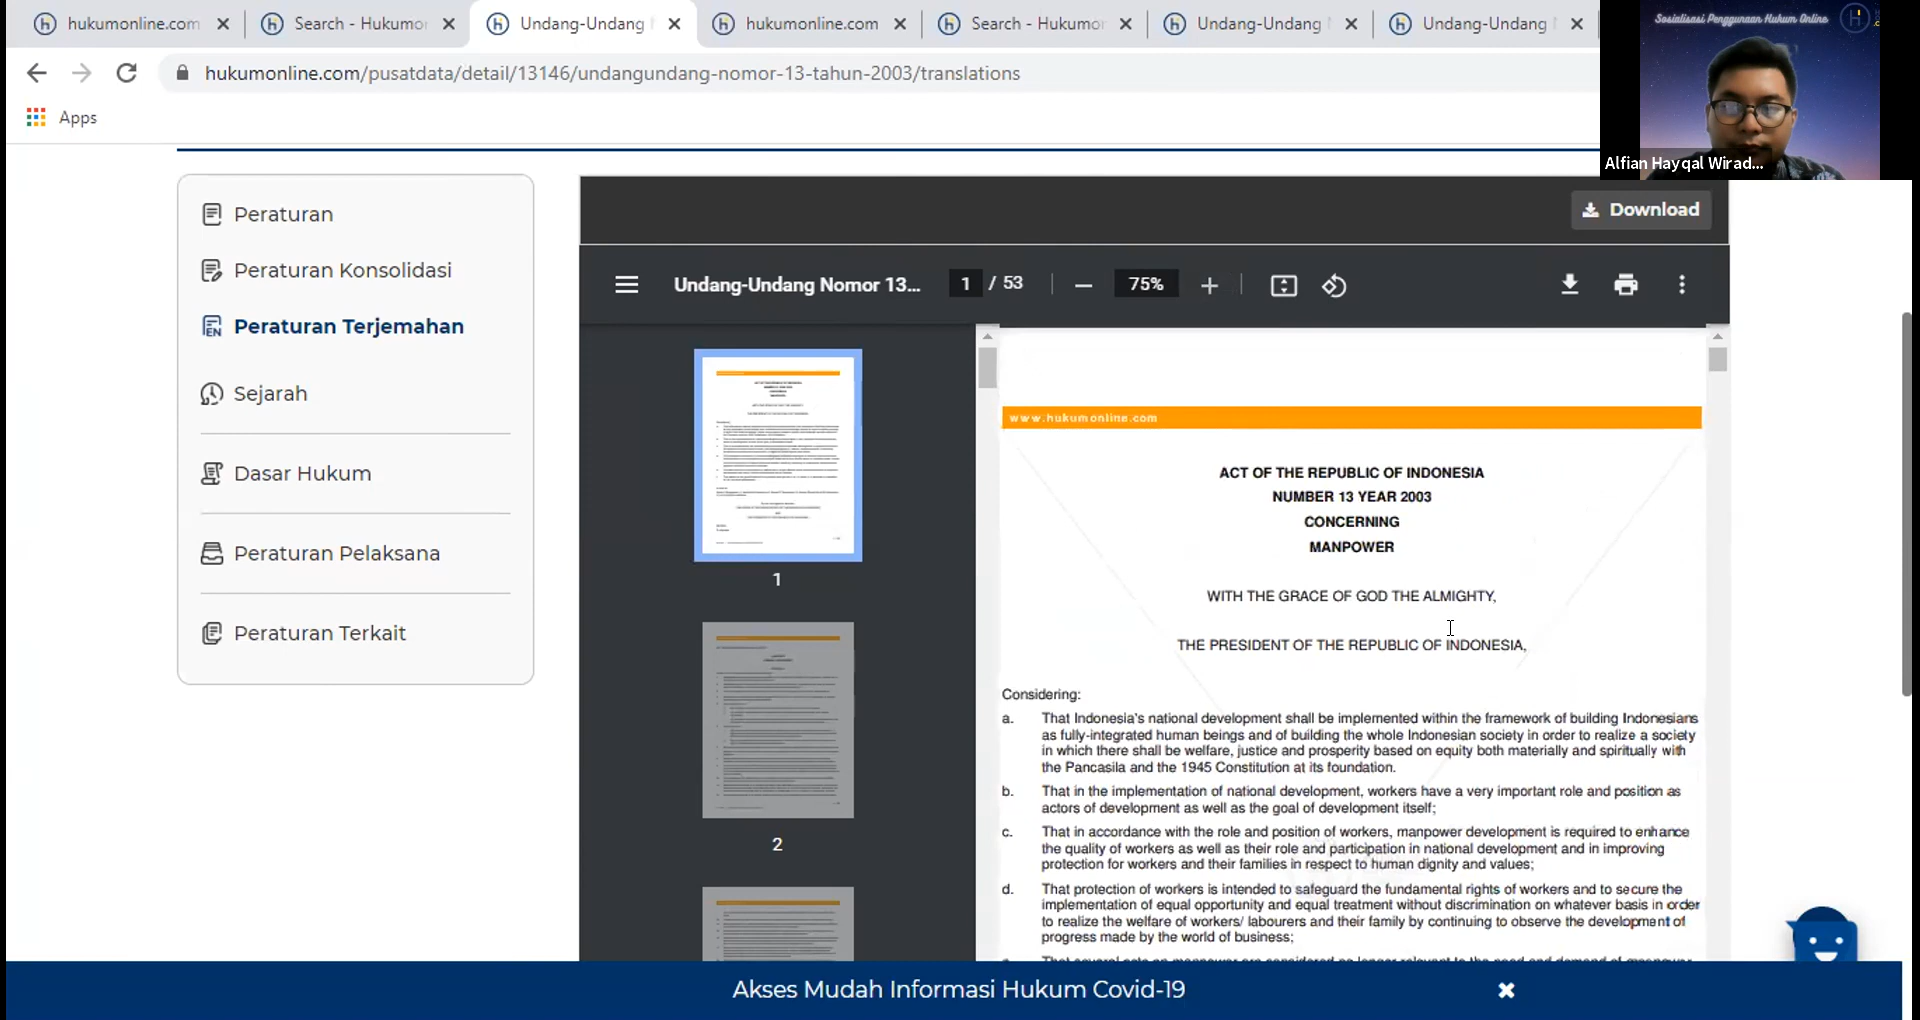 hukumonline.com
Search - Hukumon
Undang-Undang
hukumonline.com
Search - Hukumor
Undang-Undang
Undang-Undang
Sosialisasi Penggunaan Hukum Online
hukumonline.com/pusatdata/detail/13146/undangundang-nomor-13-tahun-2003/translations
Apps
Alfian Hayqal Wirad...
Peraturan
Peraturan Konsolidasi
EN
Peraturan Terjemahan
Sejarah
Dasar Hukum
Peraturan Pelaksana
Peraturan Terkait
Download
Undang-Undang Nomor 13... 1 / 53 75%
1
2
www.hukumonline.com
ACT OF THE REPUBLIC OF INDONESIA
NUMBER 13 YEAR 2003
CONCERNING
MANPOWER
WITH THE GRACE OF GOD THE ALMIGHTY,
THE PRESIDENT OF THE REPUBLIC OF INDONESIA,
Considering:
a. That Indonesia's national development shall be implemented within the framework of building Indonesians
as fully-integrated human beings and of building the whole Indonesian society in order to realize a society
in which there shall be welfare, justice and prosperity based on equity both materially and spiritually with
the Pancasila and the 1945 Constitution at its foundation.
b. That in the implementation of national development, workers have a very important role and position as
actors of development as well as the goal of development itself;
c. That in accordance with the role and position of workers, manpower development is required to enhance
the quality of workers as well as their role and participation in national development and in improving
protection for workers and their families in respect to human dignity and values;
d. That protection of workers is intended to safeguard the fundamental rights of workers and to secure the
implementation of equal opportunity and equal treatment without discrimination on whatever basis in order
to realize the welfare of workers/ labourers and their family by continuing to observe the development of
progress made by the world of business;
Akses Mudah Informasi Hukum Covid-19